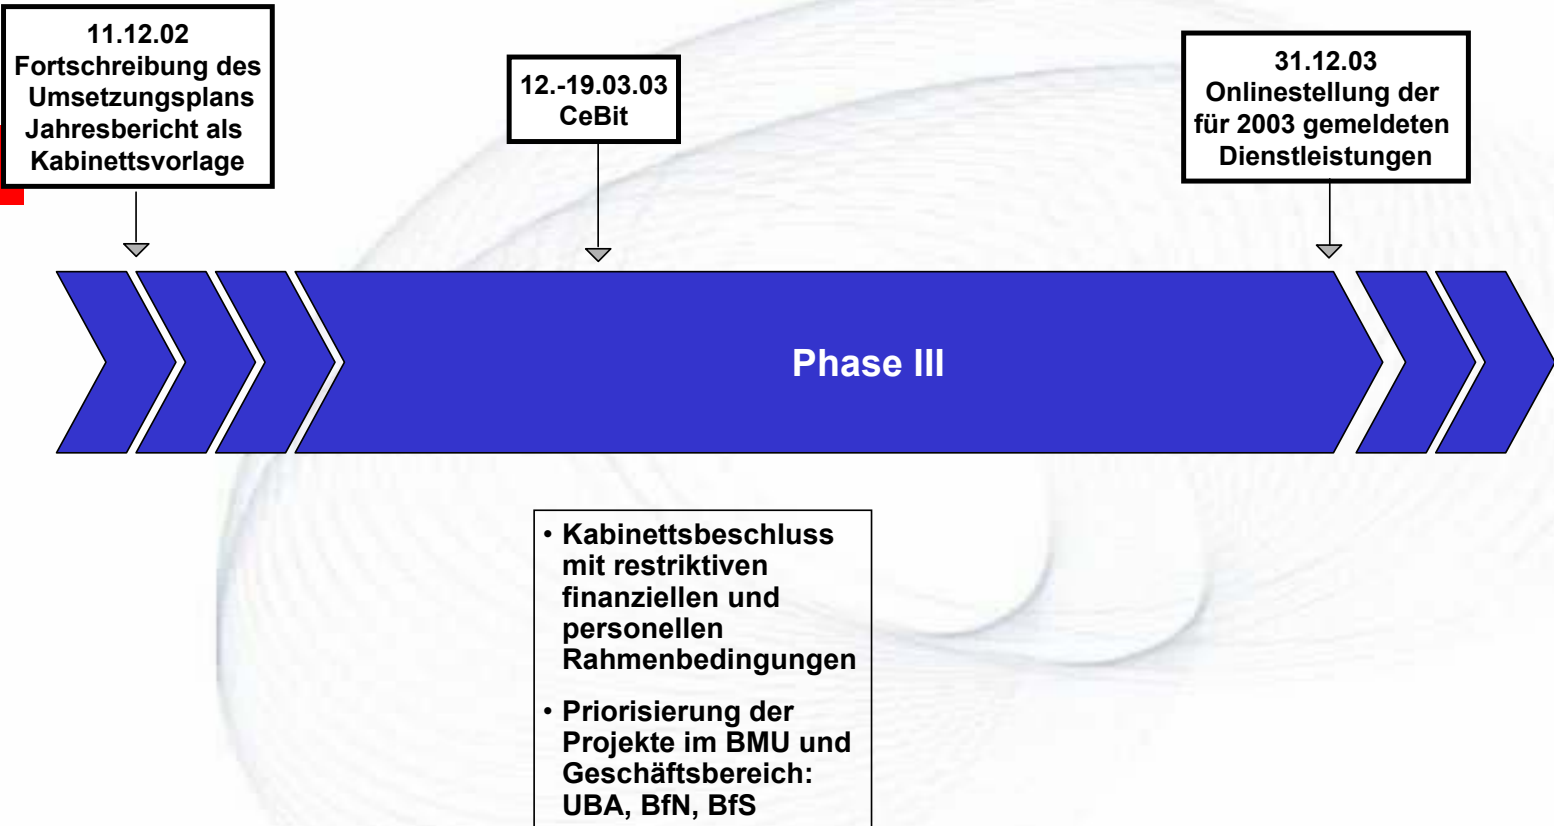 11.12.02
Fortschreibung des
Umsetzungsplans
Jahresbericht als
Kabinettsvorlage
12.-19.03.03
CeBit
31.12.03
Onlinestellung der
für 2003 gemeldeten
Dienstleistungen
Phase III
• Kabinettsbeschluss
mit restriktiven
finanziellen und
personellen
Rahmenbedingungen
• Priorisierung der
Projekte im BMU und
Geschäftsbereich:
UBA, BfN, BfS